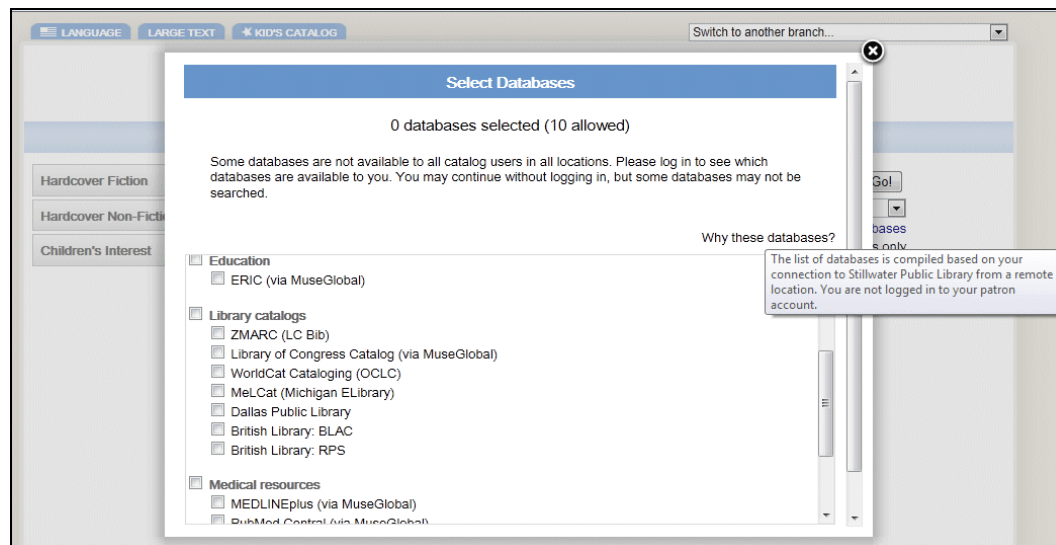 LANGUAGE
LARGE TEXT
KID'S CATALOG
Switch to another branch...
Select Databases
0 databases selected (10 allowed)
Some databases are not available to all catalog users in all locations. Please log in to see which
databases are available to you. You may continue without logging in, but some databases may not be
searched.
Hardcover Fiction
Hardcover Non-Ficti
Children's Interest
Go!
bases
s only
Why these databases?
The list of databases is compiled based on your
connection to Stillwater Public Library from a remote
location. You are not logged in to your patron
account.
Education
ERIC (via MuseGlobal)
Library catalogs
ZMARC (LC Bib)
Library of Congress Catalog (via MuseGlobal)
WorldCat Cataloging (OCLC)
MeLCat (Michigan ELibrary)
Dallas Public Library
British Library: BLAC
British Library: RPS
Medical resources
MEDLINEplus (via MuseGlobal)
PubMed Central (via MuseGlobal)